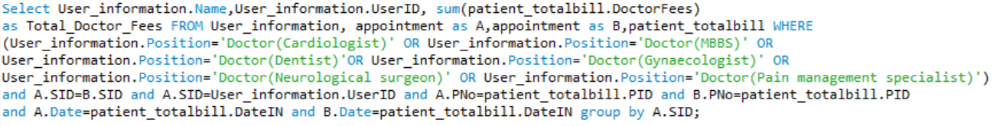 Select User_information.Name,User_information.UserID, sum(patient_totalbill.DoctorFees)
as Total_Doctor_Fees FROM User_information, appointment as A,appointment as B,patient_totalbill WHERE
(User_information.Position='Doctor(Cardiologist)' OR User_information.Position='Doctor(MBBS)' OR
User_information.Position='Doctor(Dentist)'OR User_information.Position='Doctor(Gynaecologist)' OR
User_information.Position='Doctor(Neurological surgeon)' OR User_information.Position='Doctor(Pain management specialist)')
and A.SID=B.SID and A.SID=User_information.UserID and A.PNo=patient_totalbill.PID and B.PNo=patient_totalbill.PID
and A.Date=patient_totalbill.DateIN and B.Date=patient_totalbill.DateIN group by A.SID;